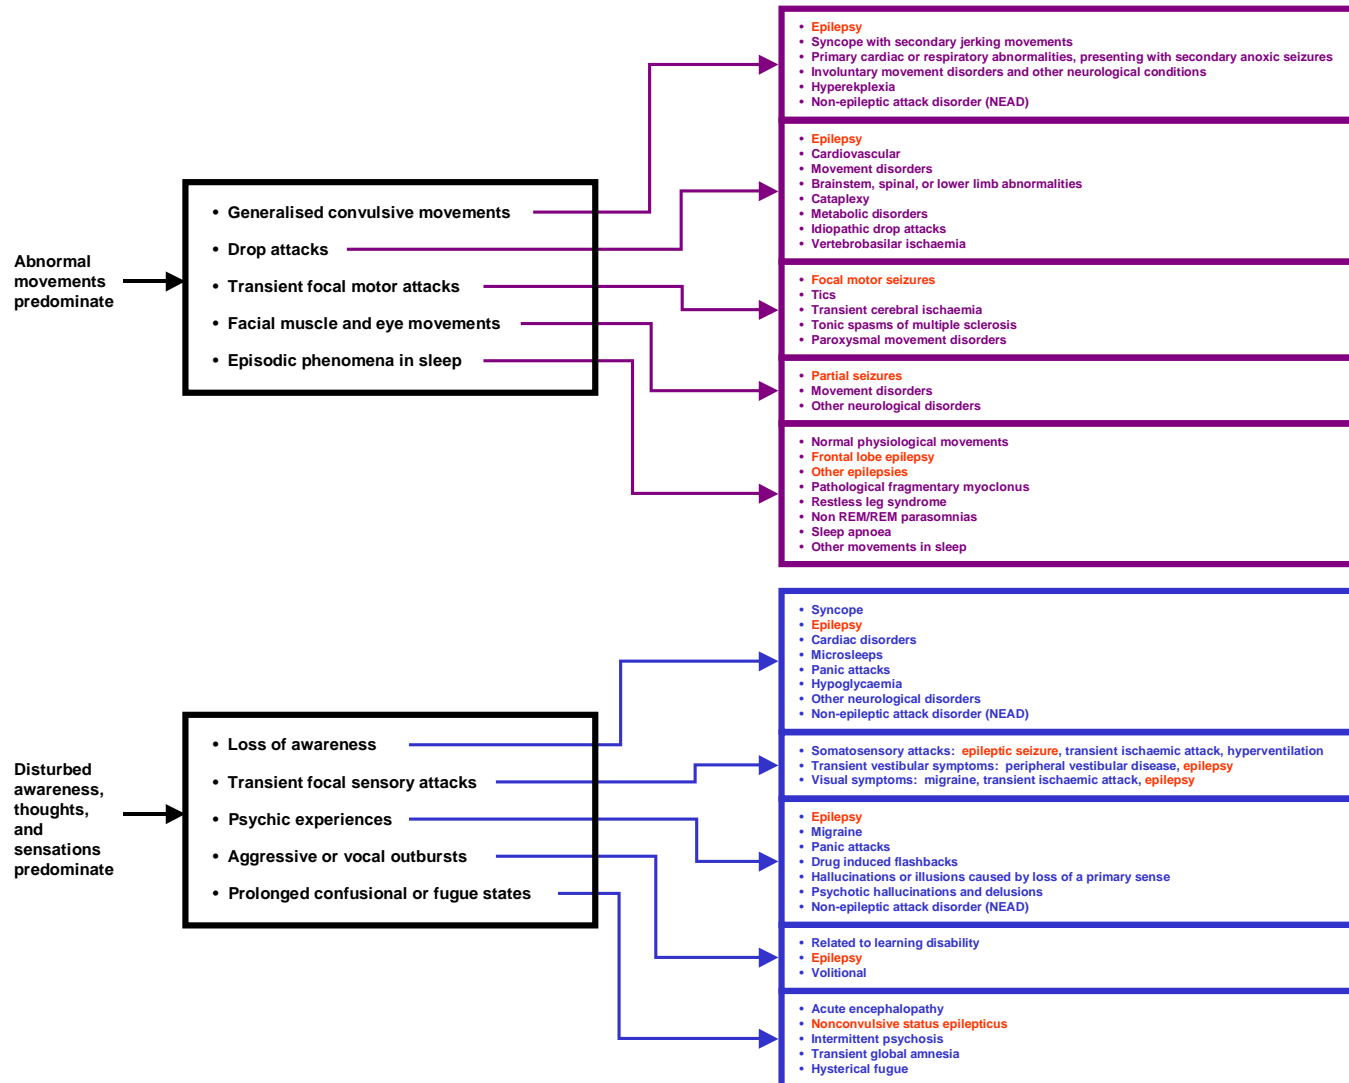 Abnormal
movements
predominate
• Generalised convulsive movements
• Drop attacks
• Transient focal motor attacks
• Facial muscle and eye movements
• Episodic phenomena in sleep
• Epilepsy
• Syncope with secondary jerking movements
• Primary cardiac or respiratory abnormalities, presenting with secondary anoxic seizures
• Involuntary movement disorders and other neurological conditions
• Hyperekplexia
• Non-epileptic attack disorder (NEAD)
• Epilepsy
• Cardiovascular
• Movement disorders
• Brainstem, spinal, or lower limb abnormalities
• Cataplexy
• Metabolic disorders
• Idiopathic drop attacks
• Vertebrobasilar ischaemia
• Focal motor seizures
• Tics
• Transient cerebral ischaemia
• Tonic spasms of multiple sclerosis
• Paroxysmal movement disorders
• Partial seizures
• Movement disorders
• Other neurological disorders
• Normal physiological movements
• Frontal lobe epilepsy
• Other epilepsies
• Pathological fragmentary myoclonus
• Restless leg syndrome
• Non REM/REM parasomnias
• Sleep apnoea
• Other movements in sleep
Disturbed
awareness,
thoughts,
and
sensations
predominate
• Loss of awareness
• Transient focal sensory attacks
• Psychic experiences
• Aggressive or vocal outbursts
• Prolonged confusional or fugue states
• Syncope
• Epilepsy
• Cardiac disorders
• Microsleeps
• Panic attacks
• Hypoglycaemia
• Other neurological disorders
• Non-epileptic attack disorder (NEAD)
• Somatosensory attacks: epileptic seizure, transient ischaemic attack, hyperventilation
• Transient vestibular symptoms: peripheral vestibular disease, epilepsy
• Visual symptoms: migraine, transient ischaemic attack, epilepsy
• Epilepsy
• Migraine
• Panic attacks
• Drug induced flashbacks
• Hallucinations or illusions caused by loss of a primary sense
• Psychotic hallucinations and delusions
• Non-epileptic attack disorder (NEAD)
• Related to learning disability
• Epilepsy
• Volitional
• Acute encephalopathy
• Nonconvulsive status epilepticus
• Intermittent psychosis
• Transient global amnesia
• Hysterical fugue